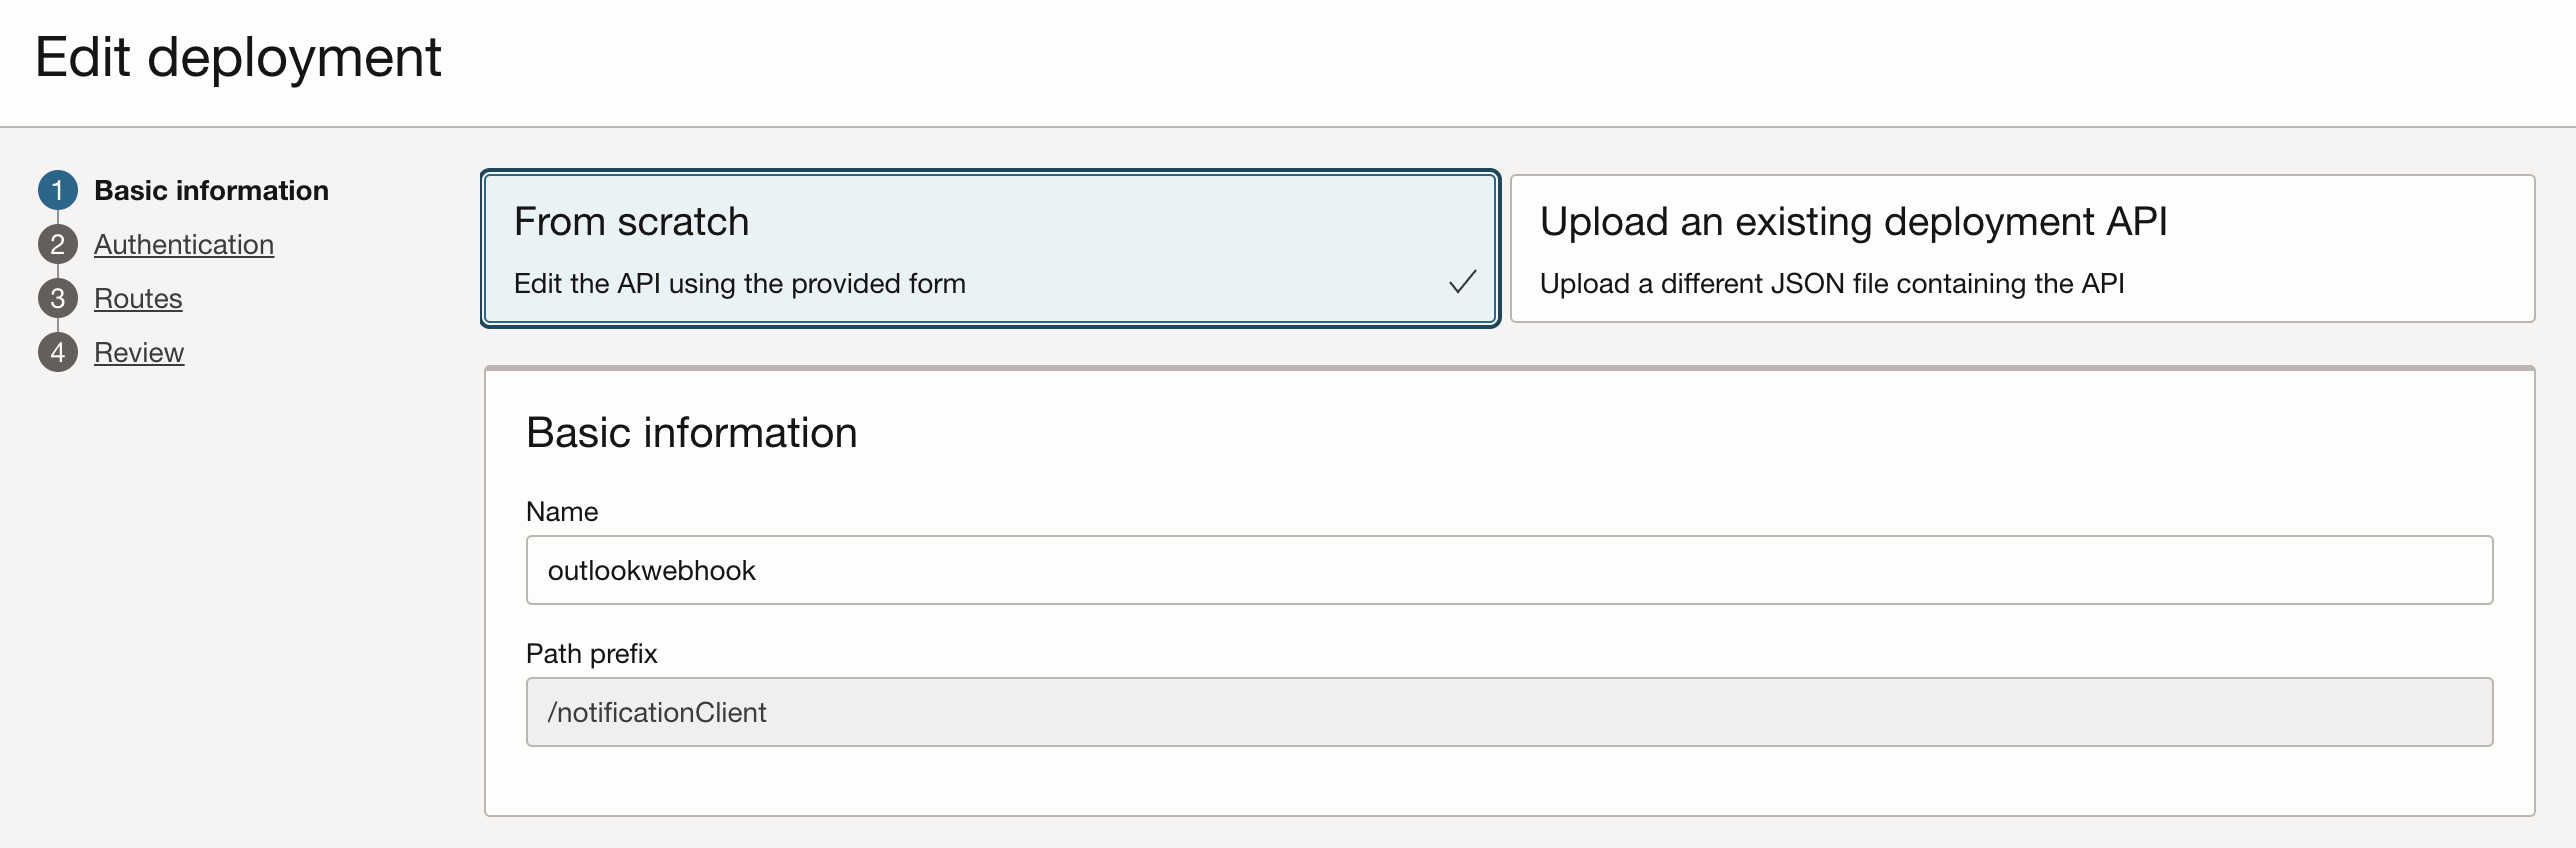 Edit deployment
1 Basic information
2 Authentication
3 Routes
4 Review
From scratch
Edit the API using the provided form
Upload an existing deployment API
Upload a different JSON file containing the API
Basic information
Name
outlookwebhook
Path prefix
/notificationClient